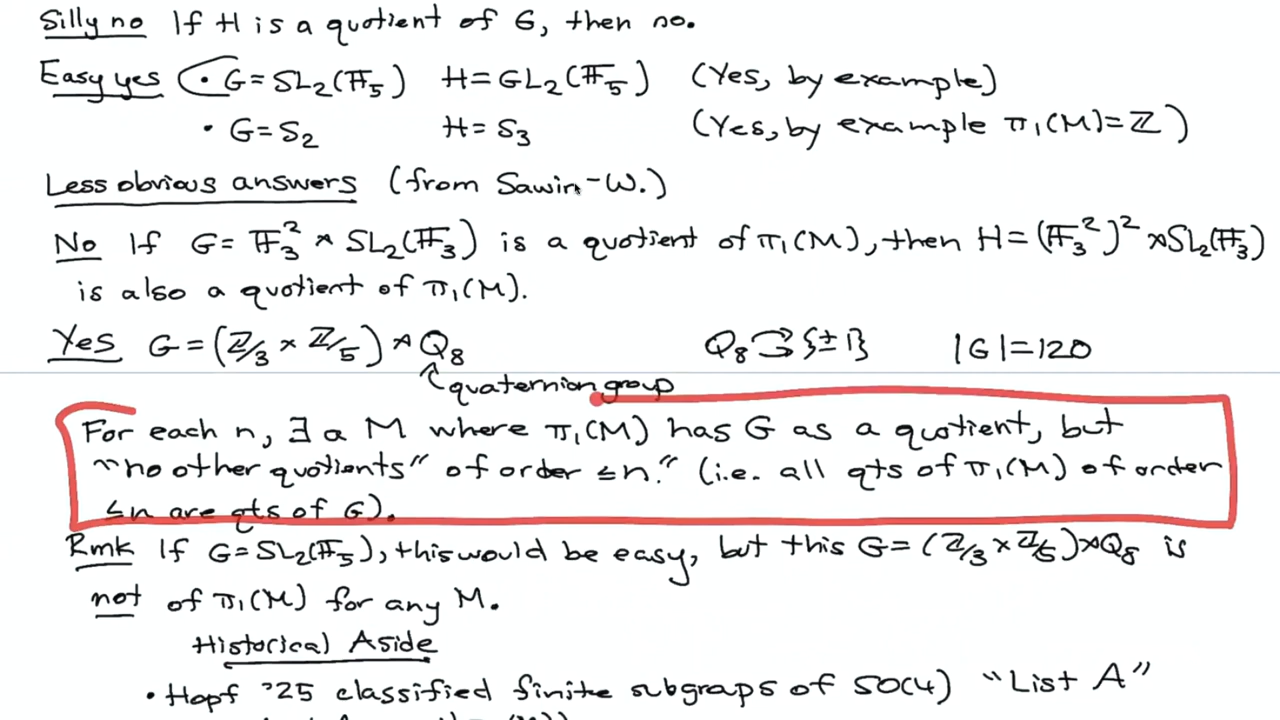 Silly no If H is a quotient of G, then no.
Easy yes • G=SL₂(𝔽₅) H=GL₂(𝔽₅) (Yes, by example)
• G=S₂ H=S₃ (Yes, by example π₁(M)=ℤ)
Less obvious answers (from Sawin-W.)
No If G= 𝔽₃² ⋊ SL₂(𝔽₃) is a quotient of π₁(M), then H=(𝔽₃²)² ⋊ SL₂(𝔽₃)
is also a quotient of π₁(M).
Yes G=(ℤ/3 × ℤ/5) ⋊ Q₈ Q₈ {±1} |G|=120
quaternion group
For each n, ∃ a M where π₁(M) has G as a quotient, but
"no other quotients" of order ≤n." (i.e. all qts of π₁(M) of order
≤n are qts of G).
Rmk If G=SL₂(𝔽₅), this would be easy, but this G=(ℤ/3 × ℤ/5)⋊Q₈ is
not of π₁(M) for any M.
Historical Aside
• Hopf '25 classified finite subgraps of SO(4) "List A"